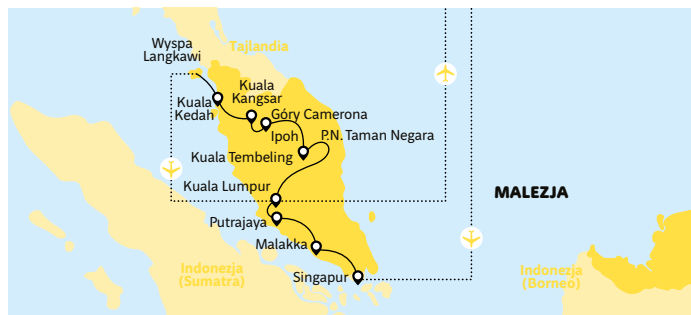 Wyspa
Langkawi
Tajlandia
Kuala
Kangsar
Kuala
Kedah
Góry Camerona
Ipoh
P.N. Taman Negara
Kuala Tembeling
Kuala Lumpur
MALEZJA
Putrajaya
Malakka
Indonezja
(Sumatra)
Singapur
Indonezja
(Borneo)